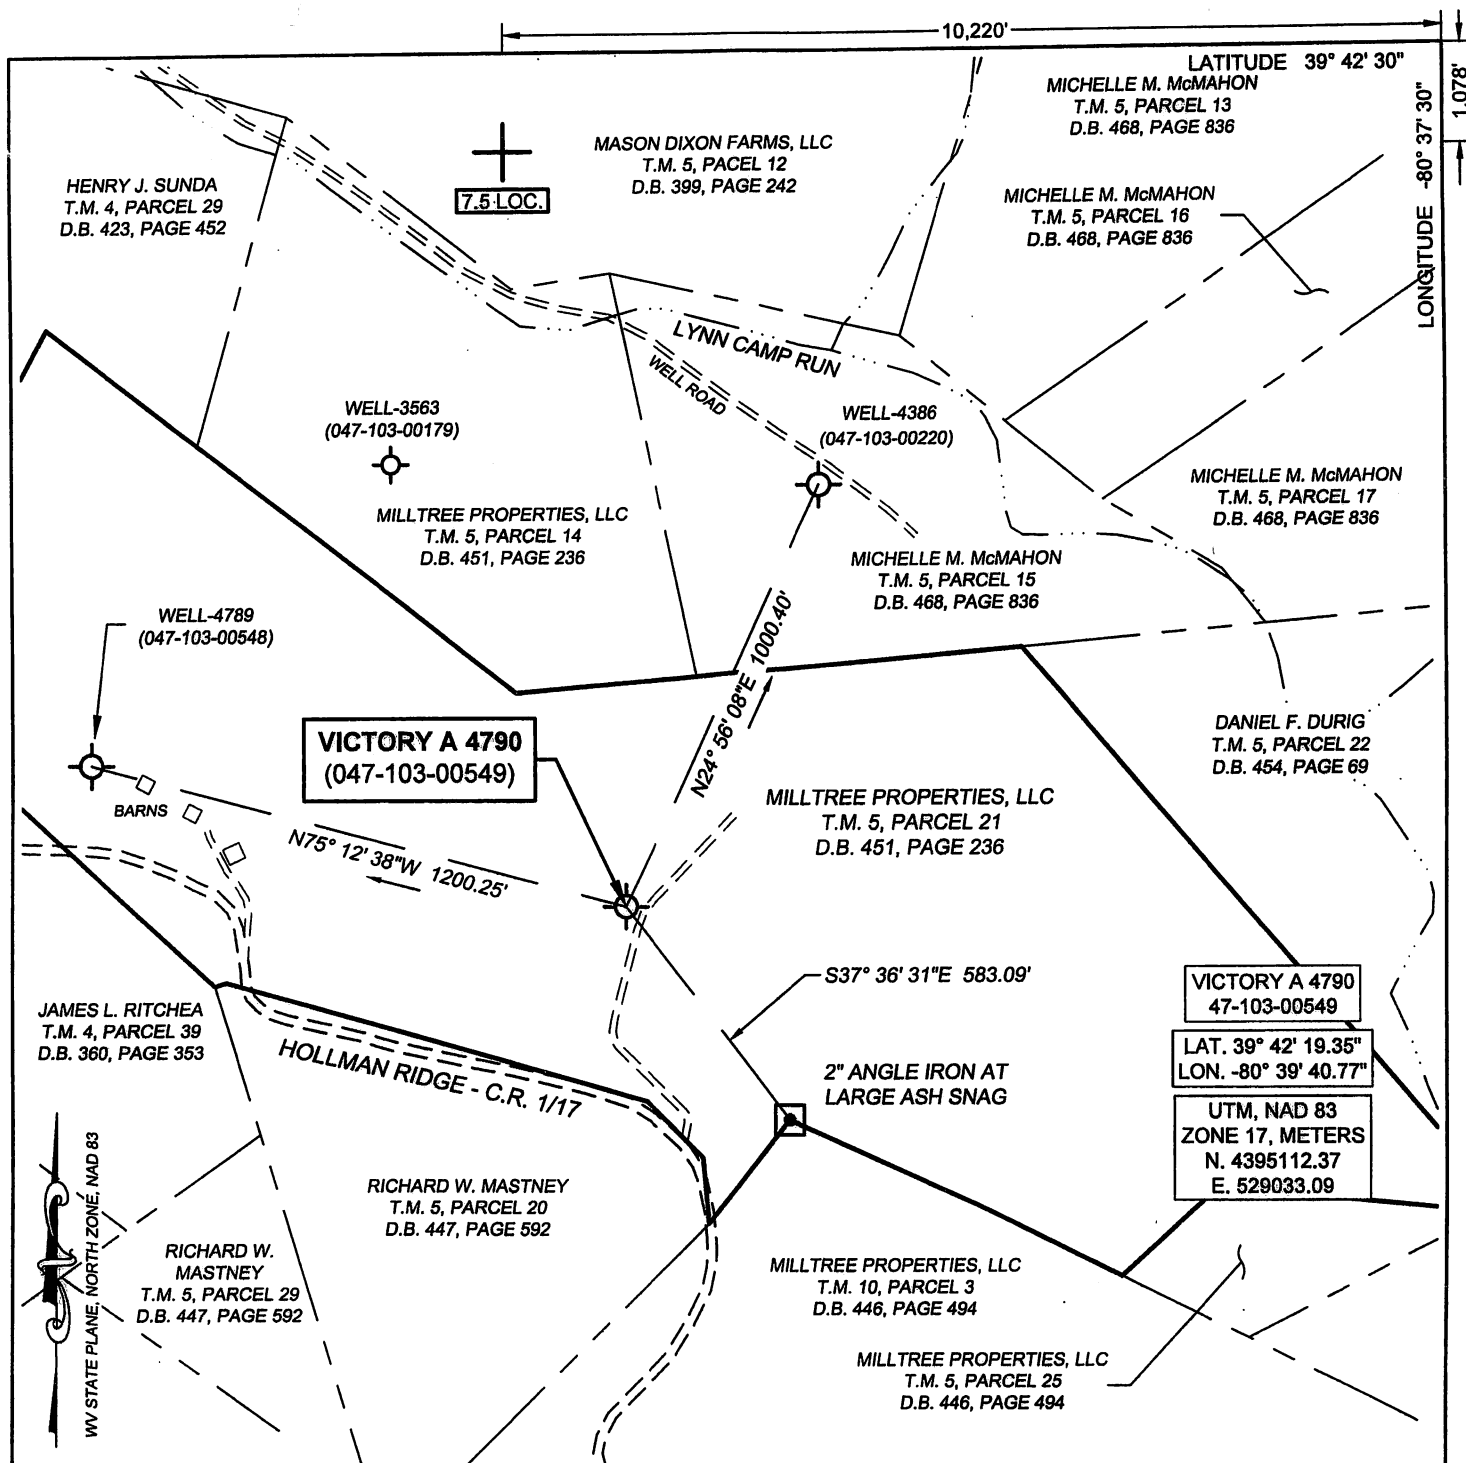 10,220'
LATITUDE 39° 42' 30"
1,078'
LONGITUDE -80° 37' 30"
MICHELLE M. McMAHON
T.M. 5, PARCEL 13
D.B. 468, PAGE 836
MASON DIXON FARMS, LLC
T.M. 5, PACEL 12
D.B. 399, PAGE 242
7.5 LOC.
HENRY J. SUNDA
T.M. 4, PARCEL 29
D.B. 423, PAGE 452
MICHELLE M. McMAHON
T.M. 5, PARCEL 16
D.B. 468, PAGE 836
LYNN CAMP RUN
WELL ROAD
WELL-3563
(047-103-00179)
WELL-4386
(047-103-00220)
MICHELLE M. McMAHON
T.M. 5, PARCEL 17
D.B. 468, PAGE 836
MILLTREE PROPERTIES, LLC
T.M. 5, PARCEL 14
D.B. 451, PAGE 236
MICHELLE M. McMAHON
T.M. 5, PARCEL 15
D.B. 468, PAGE 836
WELL-4789
(047-103-00548)
N24° 56' 08"E 1000.40'
VICTORY A 4790
(047-103-00549)
DANIEL F. DURIG
T.M. 5, PARCEL 22
D.B. 454, PAGE 69
BARNS
MILLTREE PROPERTIES, LLC
T.M. 5, PARCEL 21
D.B. 451, PAGE 236
N75° 12' 38"W 1200.25'
S37° 36' 31"E 583.09'
VICTORY A 4790
47-103-00549
LAT. 39° 42' 19.35"
LON. -80° 39' 40.77"
UTM, NAD 83
ZONE 17, METERS
N. 4395112.37
E. 529033.09
JAMES L. RITCHEA
T.M. 4, PARCEL 39
D.B. 360, PAGE 353
HOLLMAN RIDGE - C.R. 1/17
2" ANGLE IRON AT
LARGE ASH SNAG
WV STATE PLANE, NORTH ZONE, NAD 83
RICHARD W. MASTNEY
T.M. 5, PARCEL 20
D.B. 447, PAGE 592
RICHARD W.
MASTNEY
T.M. 5, PARCEL 29
D.B. 447, PAGE 592
MILLTREE PROPERTIES, LLC
T.M. 10, PARCEL 3
D.B. 446, PAGE 494
MILLTREE PROPERTIES, LLC
T.M. 5, PARCEL 25
D.B. 446, PAGE 494